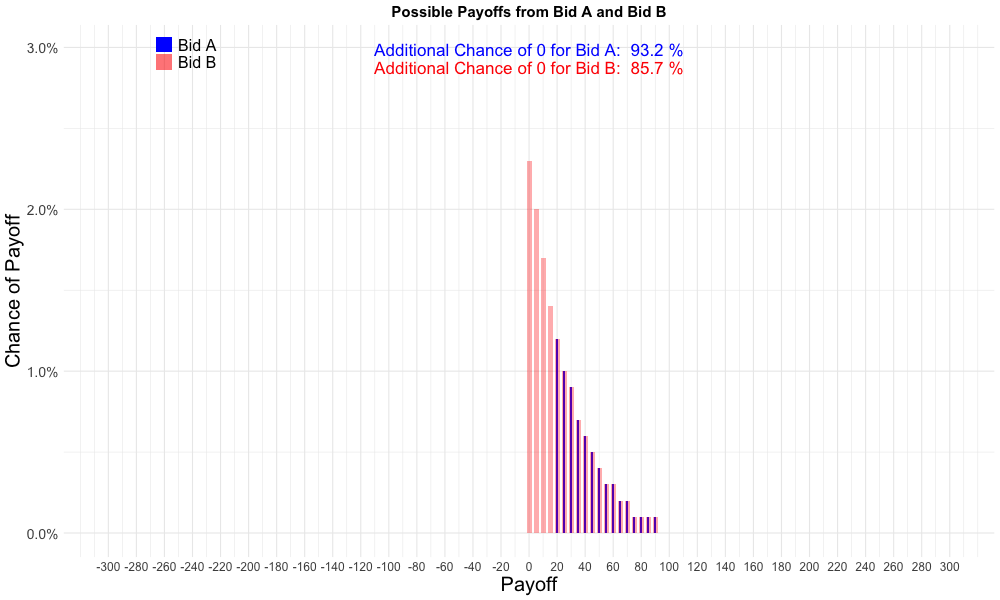 Possible Payoffs from Bid A and Bid B
Bid A
Bid B
Additional Chance of 0 for Bid A:  93.2 %
Additional Chance of 0 for Bid B:  85.7 %
3.0%
2.0%
1.0%
0.0%
Chance of Payoff
-300 -280 -260 -240 -220 -200 -180 -160 -140 -120 -100 -80 -60 -40 -20 0 20 40 60 80 100 120 140 160 180 200 220 240 260 280 300
Payoff